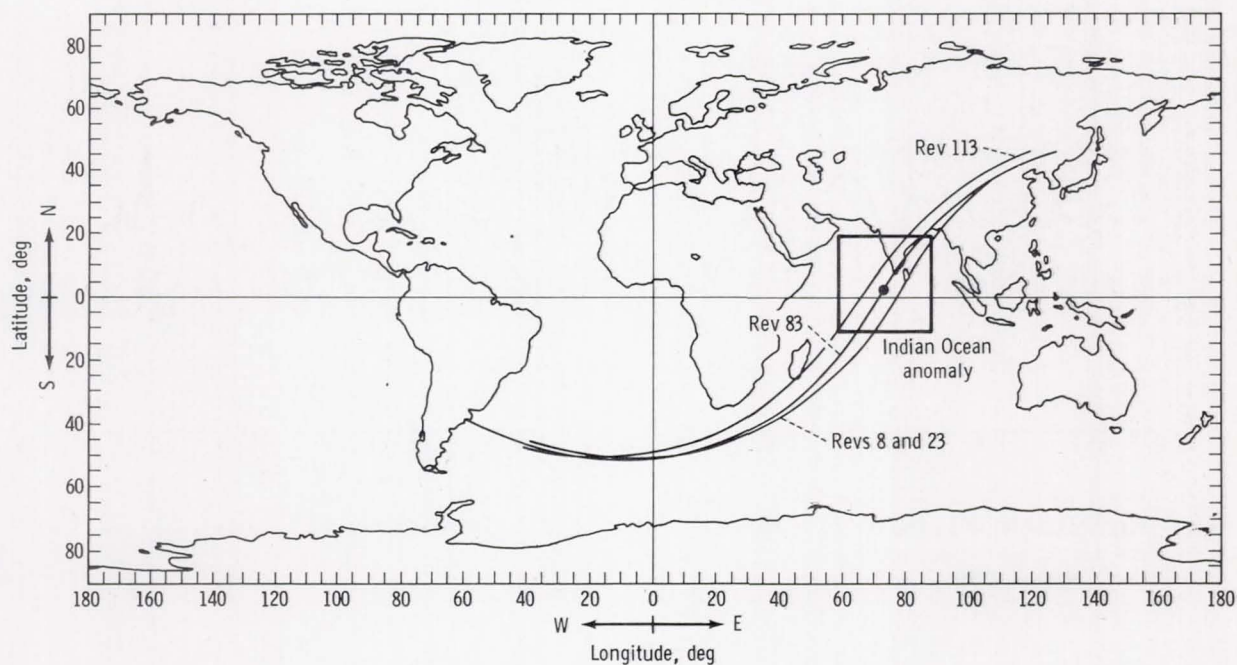 80
60
40
20
0
20
40
60
80
Latitude, deg
N
S
Rev 113
Rev 83
Indian Ocean
anomaly
Revs 8 and 23
180 160 140 120 100 80 60 40 20 0 20 40 60 80 100 120 140 160 180
W E
Longitude, deg